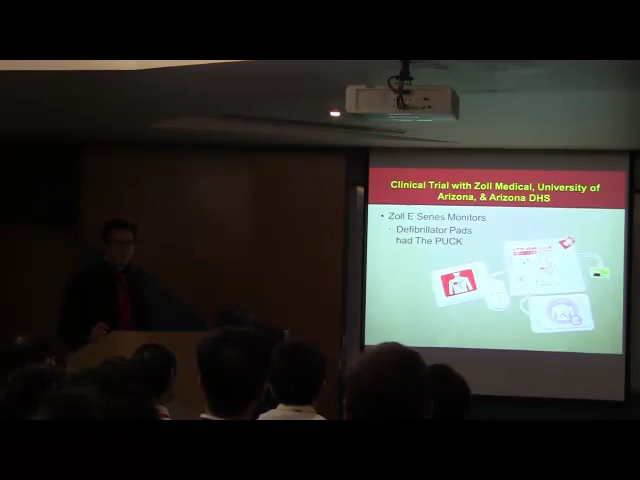 Clinical Trial with Zoll Medical, University of
Arizona, & Arizona DHS
• Zoll E Series Monitors
· Defibrillator Pads
had The PUCK